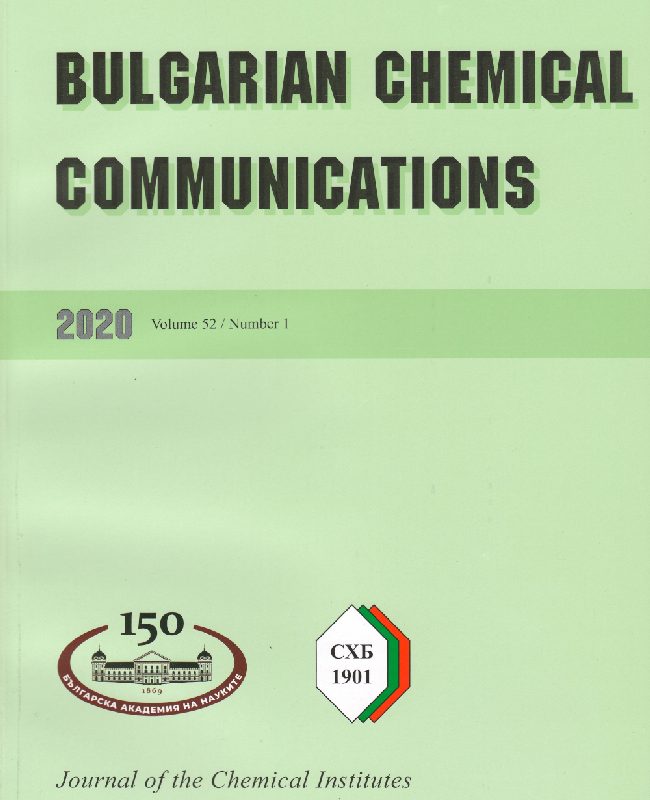 BULGARIAN CHEMICAL
COMMUNICATIONS
2020 Volume 52 / Number 1
150
1869
БЪЛГАРСКА АКАДЕМИЯ НА НАУКИТЕ
СХБ
1901
Journal of the Chemical Institutes